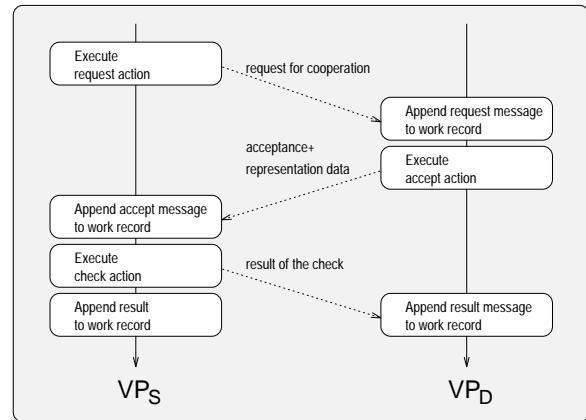 Execute
request action
request for cooperation
Append request message
to work record
acceptance+
representation data
Execute
accept action
Append accept message
to work record
Execute
check action
result of the check
Append result
to work record
Append result message
to work record
VPS
VPD